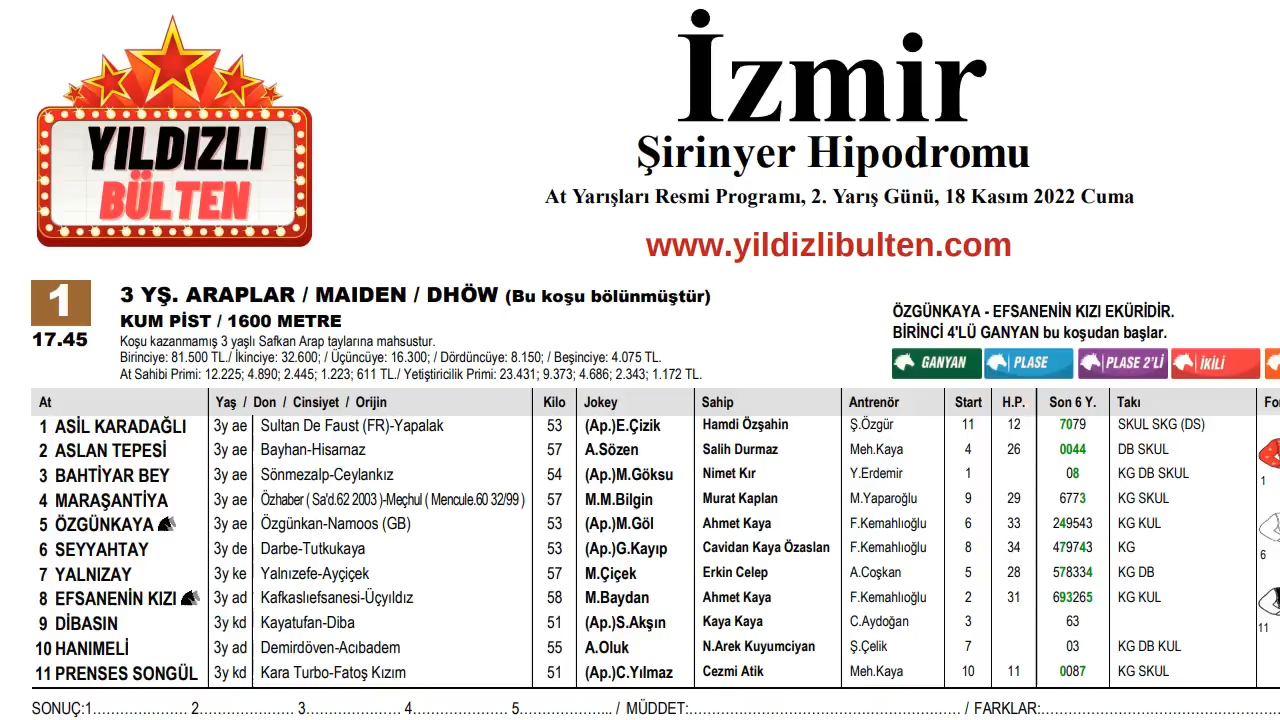 YILDIZLI
BÜLTEN
İzmir
Şirinyer Hipodromu
At Yarışları Resmi Programı, 2. Yarış Günü, 18 Kasım 2022 Cuma
www.yildizlibulten.com
1
17.45
3 YŞ. ARAPLAR / MAIDEN / DHÖW (Bu koşu bölünmüştür)
KUM PİST / 1600 METRE
Koşu kazanmamış 3 yaşlı Safkan Arap taylarına mahsustur.
Birinciye: 81.500 TL./ İkinciye: 32.600; / Üçüncüye: 16.300; / Dördüncüye: 8.150; / Beşinciye: 4.075 TL.
At Sahibi Primi: 12.225; 4.890; 2.445; 1.223; 611 TL./ Yetiştiricilik Primi: 23.431; 9.373; 4.686; 2.343; 1.172 TL.
ÖZGÜNKAYA - EFSANENİN KIZI EKÜRİDİR.
BİRİNCİ 4'LÜ GANYAN bu koşudan başlar.
GANYAN PLASE PLASE 2'Lİ İKİLİ
At Yaş / Don / Cinsiyet / Orijin Kilo Jokey Sahip Antrenör Start H.P. Son 6 Y. Takı For
1 ASİL KARADAĞLI 3y ae Sultan De Faust (FR)-Yapalak 53 (Ap.)E.Çizik Hamdi Özşahin Ş.Özgür 11 12 7079 SKUL SKG (DS)
2 ASLAN TEPESİ 3y ae Bayhan-Hisarnaz 57 A.Sözen Salih Durmaz Meh.Kaya 4 26 0044 DB SKUL
3 BAHTİYAR BEY 3y ae Sönmezalp-Ceylankız 54 (Ap.)M.Göksu Nimet Kır Y.Erdemir 1 08 KG DB SKUL
1
4 MARAŞANTİYA 3y ae Özhaber ( Sa'd.62 2003 )-Meçhul ( Mencule.60 32/99 ) 57 M.M.Bilgin Murat Kaplan M.Yaparoğlu 9 29 6773 KG SKUL
5 ÖZGÜNKAYA 3y ae Özgünkan-Namoos (GB) 53 (Ap.)M.Göl Ahmet Kaya F.Kemahlıoğlu 6 33 249543 KG KUL
6 SEYYAHTAY 3y de Darbe-Tutkukaya 53 (Ap.)G.Kayıp Cavidan Kaya Özaslan F.Kemahlıoğlu 8 34 479743 KG
6
7 YALNIZAY 3y ke Yalnızefe-Ayçiçek 57 M.Çiçek Erkin Celep A.Coşkan 5 28 578334 KG DB
8 EFSANENİN KIZI 3y ad Kafkaslıefsanesi-Üçyıldız 58 M.Baydan Ahmet Kaya F.Kemahlıoğlu 2 31 693265 KG KUL
9 DİBASIN 3y kd Kayatufan-Diba 51 (Ap.)S.Akşın Kaya Kaya C.Aydoğan 3 63
11
10 HANIMELİ 3y ad Demirdöven-Acıbadem 55 A.Oluk N.Arek Kuyumciyan Ş.Çelik 7 03 KG DB KUL
11 PRENSES SONGÜL 3y kd Kara Turbo-Fatoş Kızım 51 (Ap.)C.Yılmaz Cezmi Atik Meh.Kaya 10 11 0087 KG SKUL
SONUÇ:1………………… 2………………… 3………………… 4………………… 5………………... / MÜDDET:……………………………………………… / FARKLAR:…………………………………………